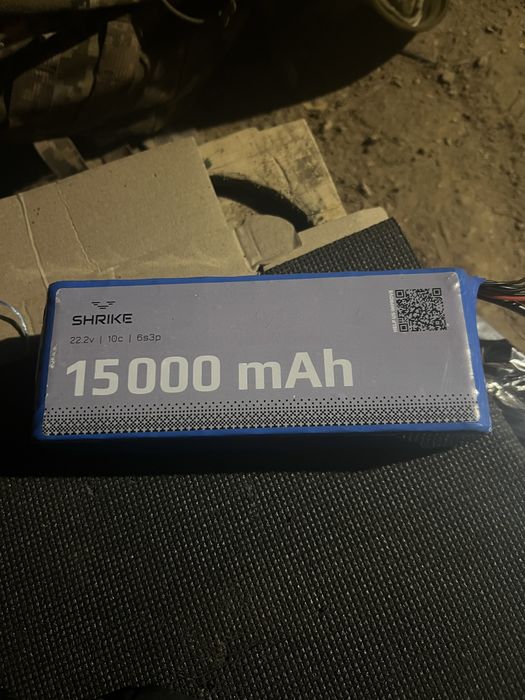 SHRIKE
22.2v | 10c | 6s3p
15000 mAh